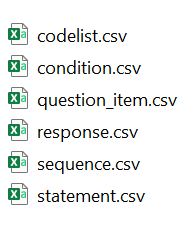 codelist.csv
condition.csv
question_item.csv
response.csv
sequence.csv
statement.csv